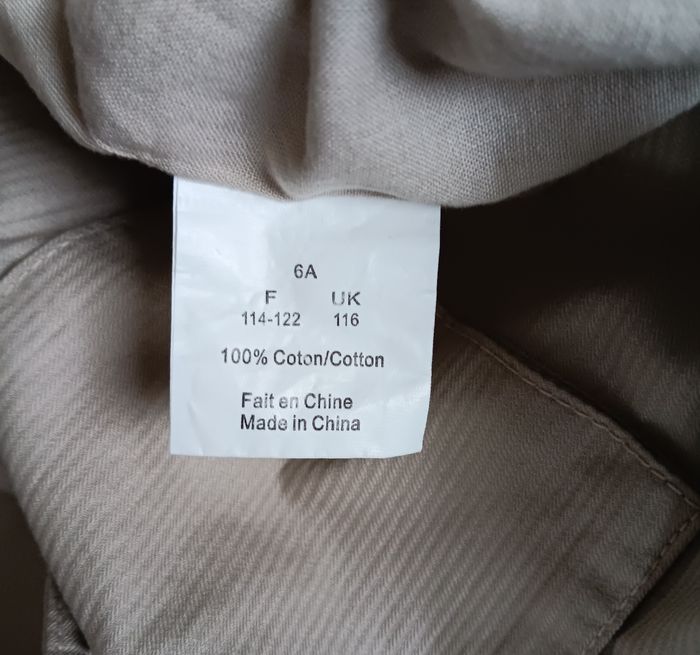 6A
F UK
114-122 116
100% Coton/Cotton
Fait en Chine
Made in China